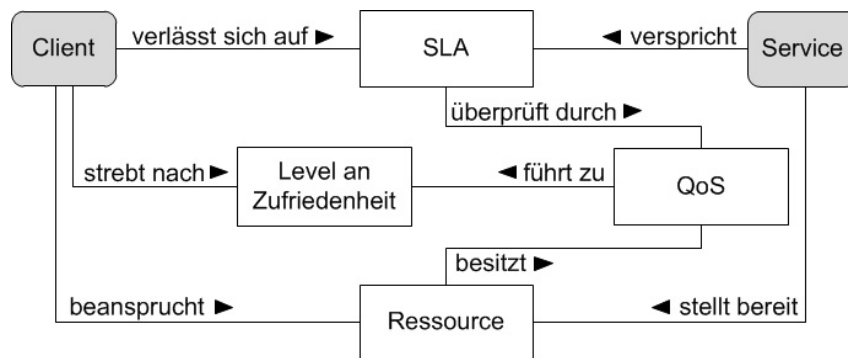 Client
verlässt sich auf
SLA
verspricht
Service
überprüft durch
strebt nach
Level an
Zufriedenheit
führt zu
QoS
besitzt
beansprucht
Ressource
stellt bereit